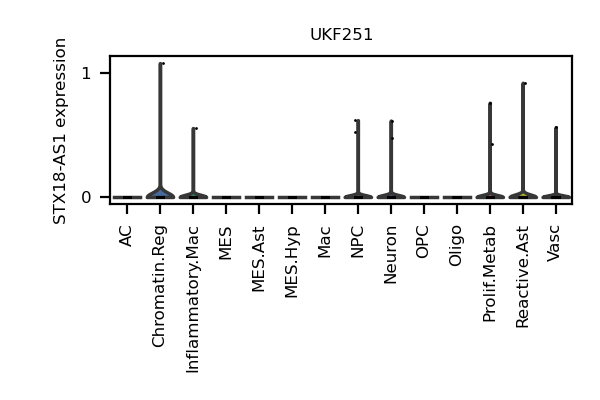 UKF251
STX18-AS1 expression
1
0
AC
Chromatin.Reg
Inflammatory.Mac
MES
MES.Ast
MES.Hyp
Mac
NPC
Neuron
OPC
Oligo
Prolif.Metab
Reactive.Ast
Vasc